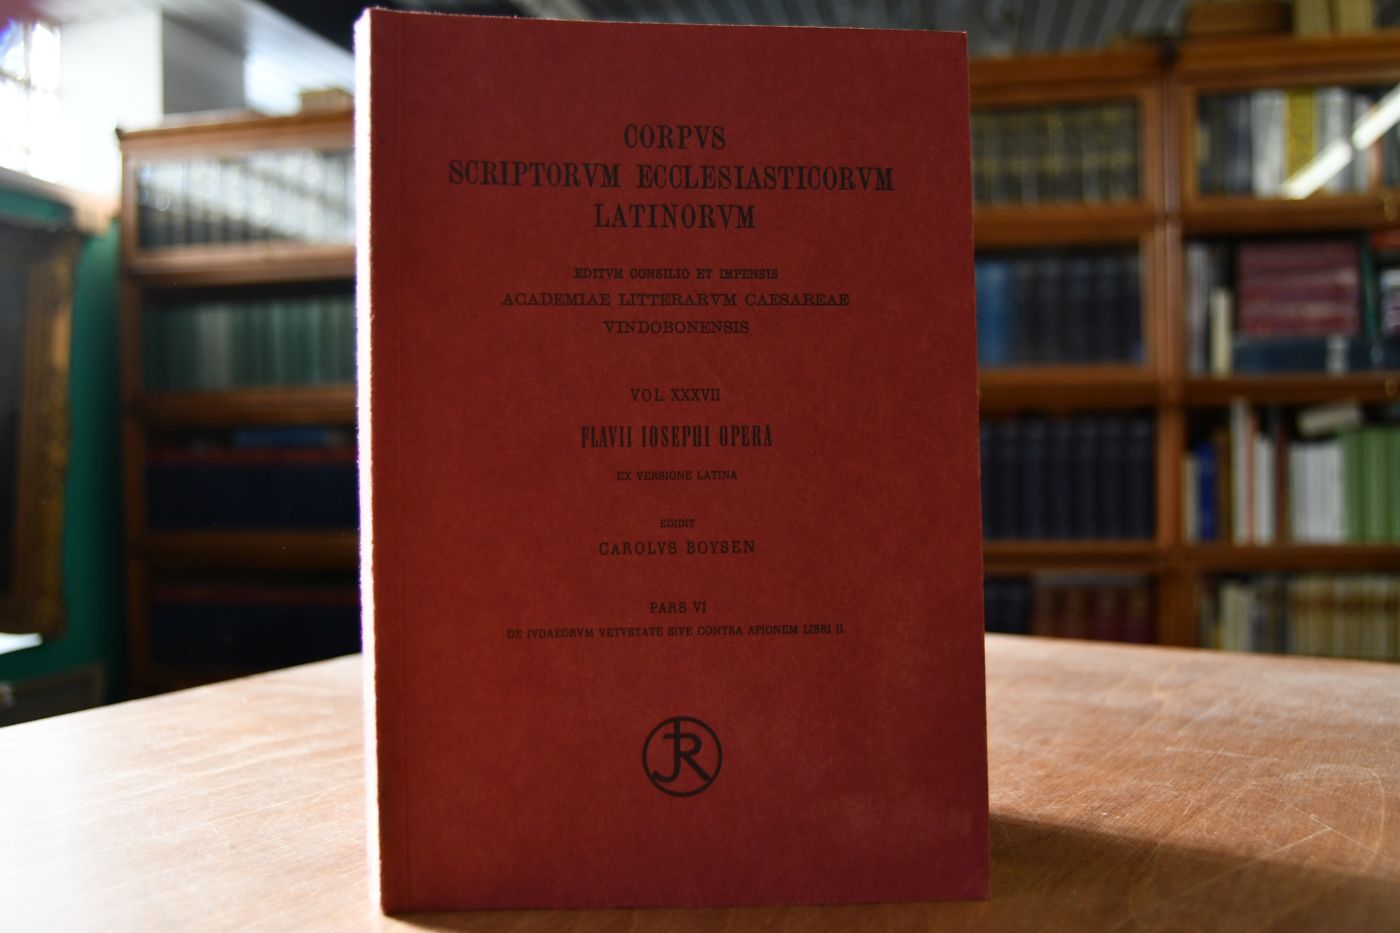 CORPVS
SCRIPTORVM ECCLESIASTICORVM
LATINORVM
EDITVM CONSILIO ET IMPENSIS
ACADEMIAE LITTERARVM CAESAREAE
VINDOBONENSIS
VOL. XXXVII
FLAVII IOSEPHI OPERA
EX VERSIONE LATINA
EDIDIT
CAROLVS BOYSEN
PARS VI
DE IVDAEORVM VETVSTATE SIVE CONTRA APIONEM LIBRI II.
JR